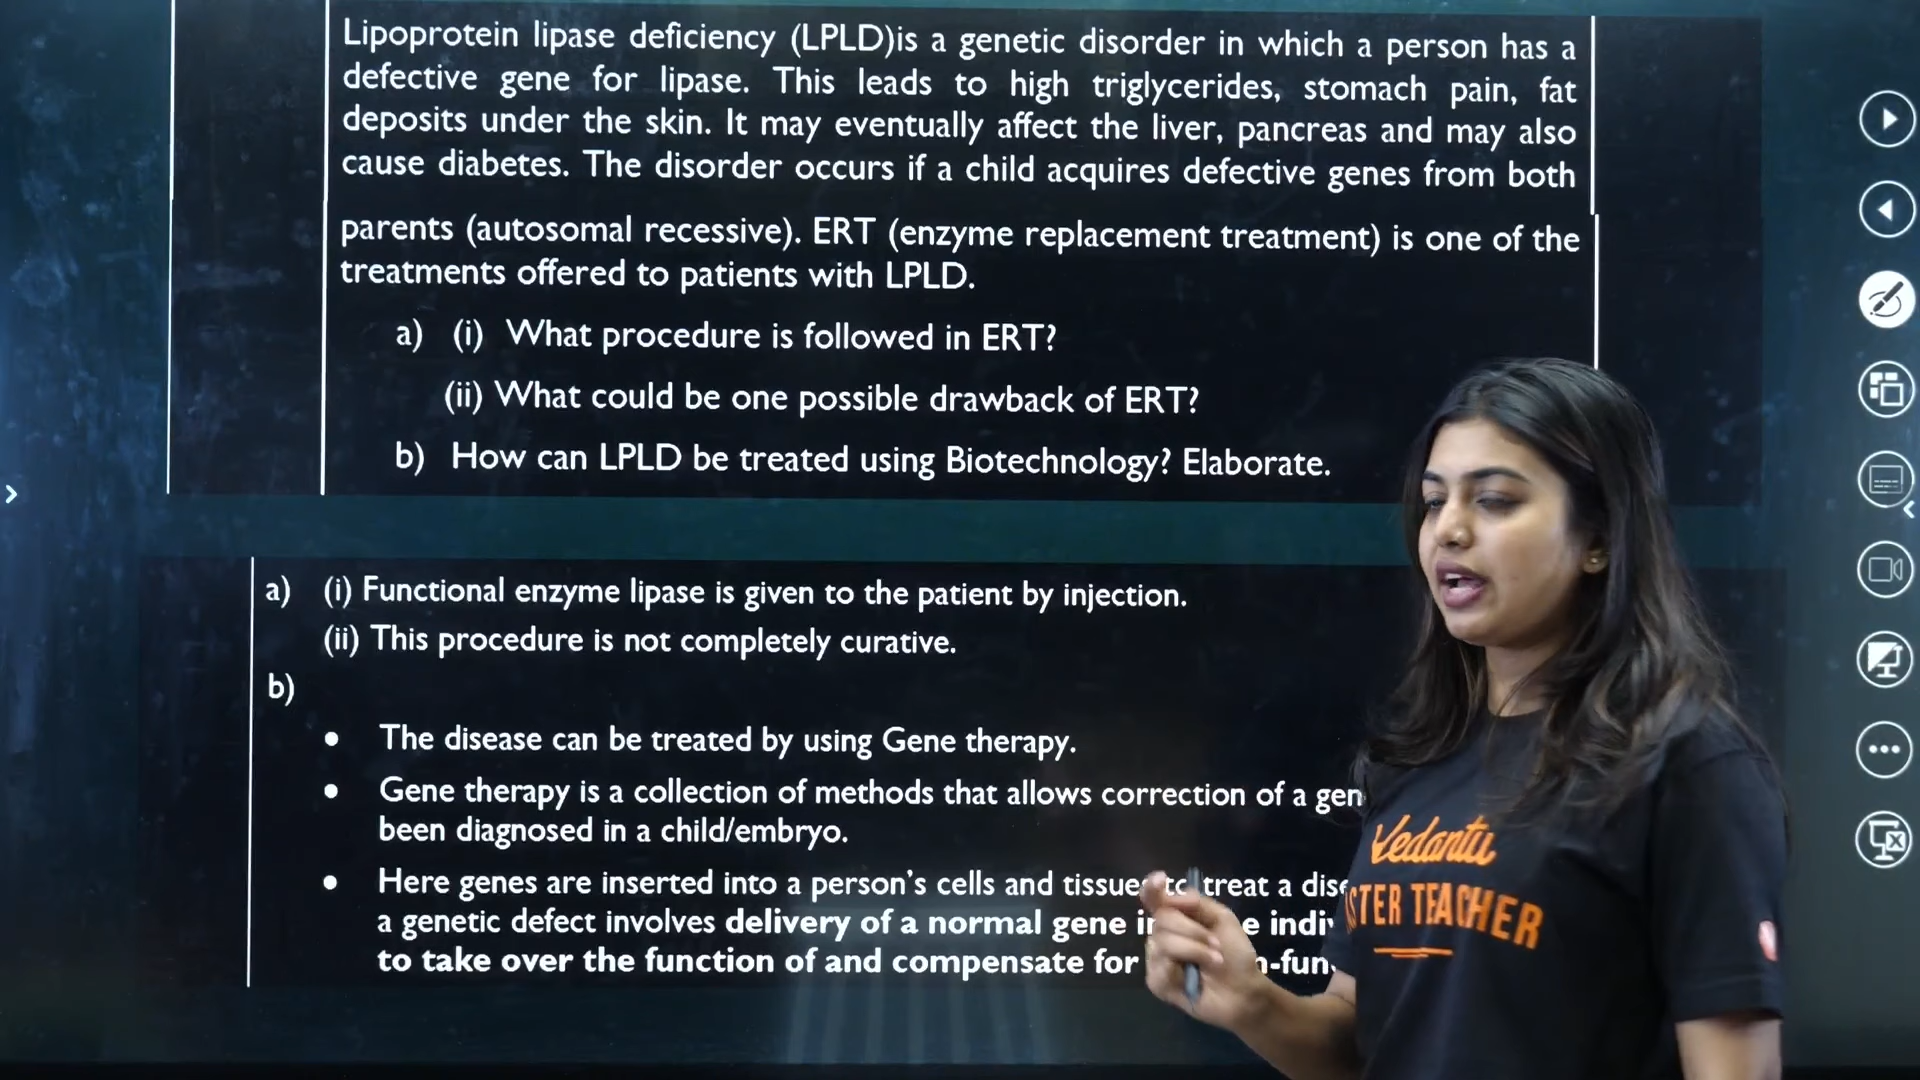 Lipoprotein lipase deficiency (LPLD)is a genetic disorder in which a person has a
defective gene for lipase. This leads to high triglycerides, stomach pain, fat
deposits under the skin. It may eventually affect the liver, pancreas and may also
cause diabetes. The disorder occurs if a child acquires defective genes from both
parents (autosomal recessive). ERT (enzyme replacement treatment) is one of the
treatments offered to patients with LPLD.
a) (i) What procedure is followed in ERT?
(ii) What could be one possible drawback of ERT?
b) How can LPLD be treated using Biotechnology? Elaborate.
a) (i) Functional enzyme lipase is given to the patient by injection.
(ii) This procedure is not completely curative.
b)
• The disease can be treated by using Gene therapy.
• Gene therapy is a collection of methods that allows correction of a gen
been diagnosed in a child/embryo.
• Here genes are inserted into a person's cells and tissues to treat a dise
a genetic defect involves delivery of a normal gene in e indiv
to take over the function of and compensate for n-fun
Vedantu
STER TEACHER